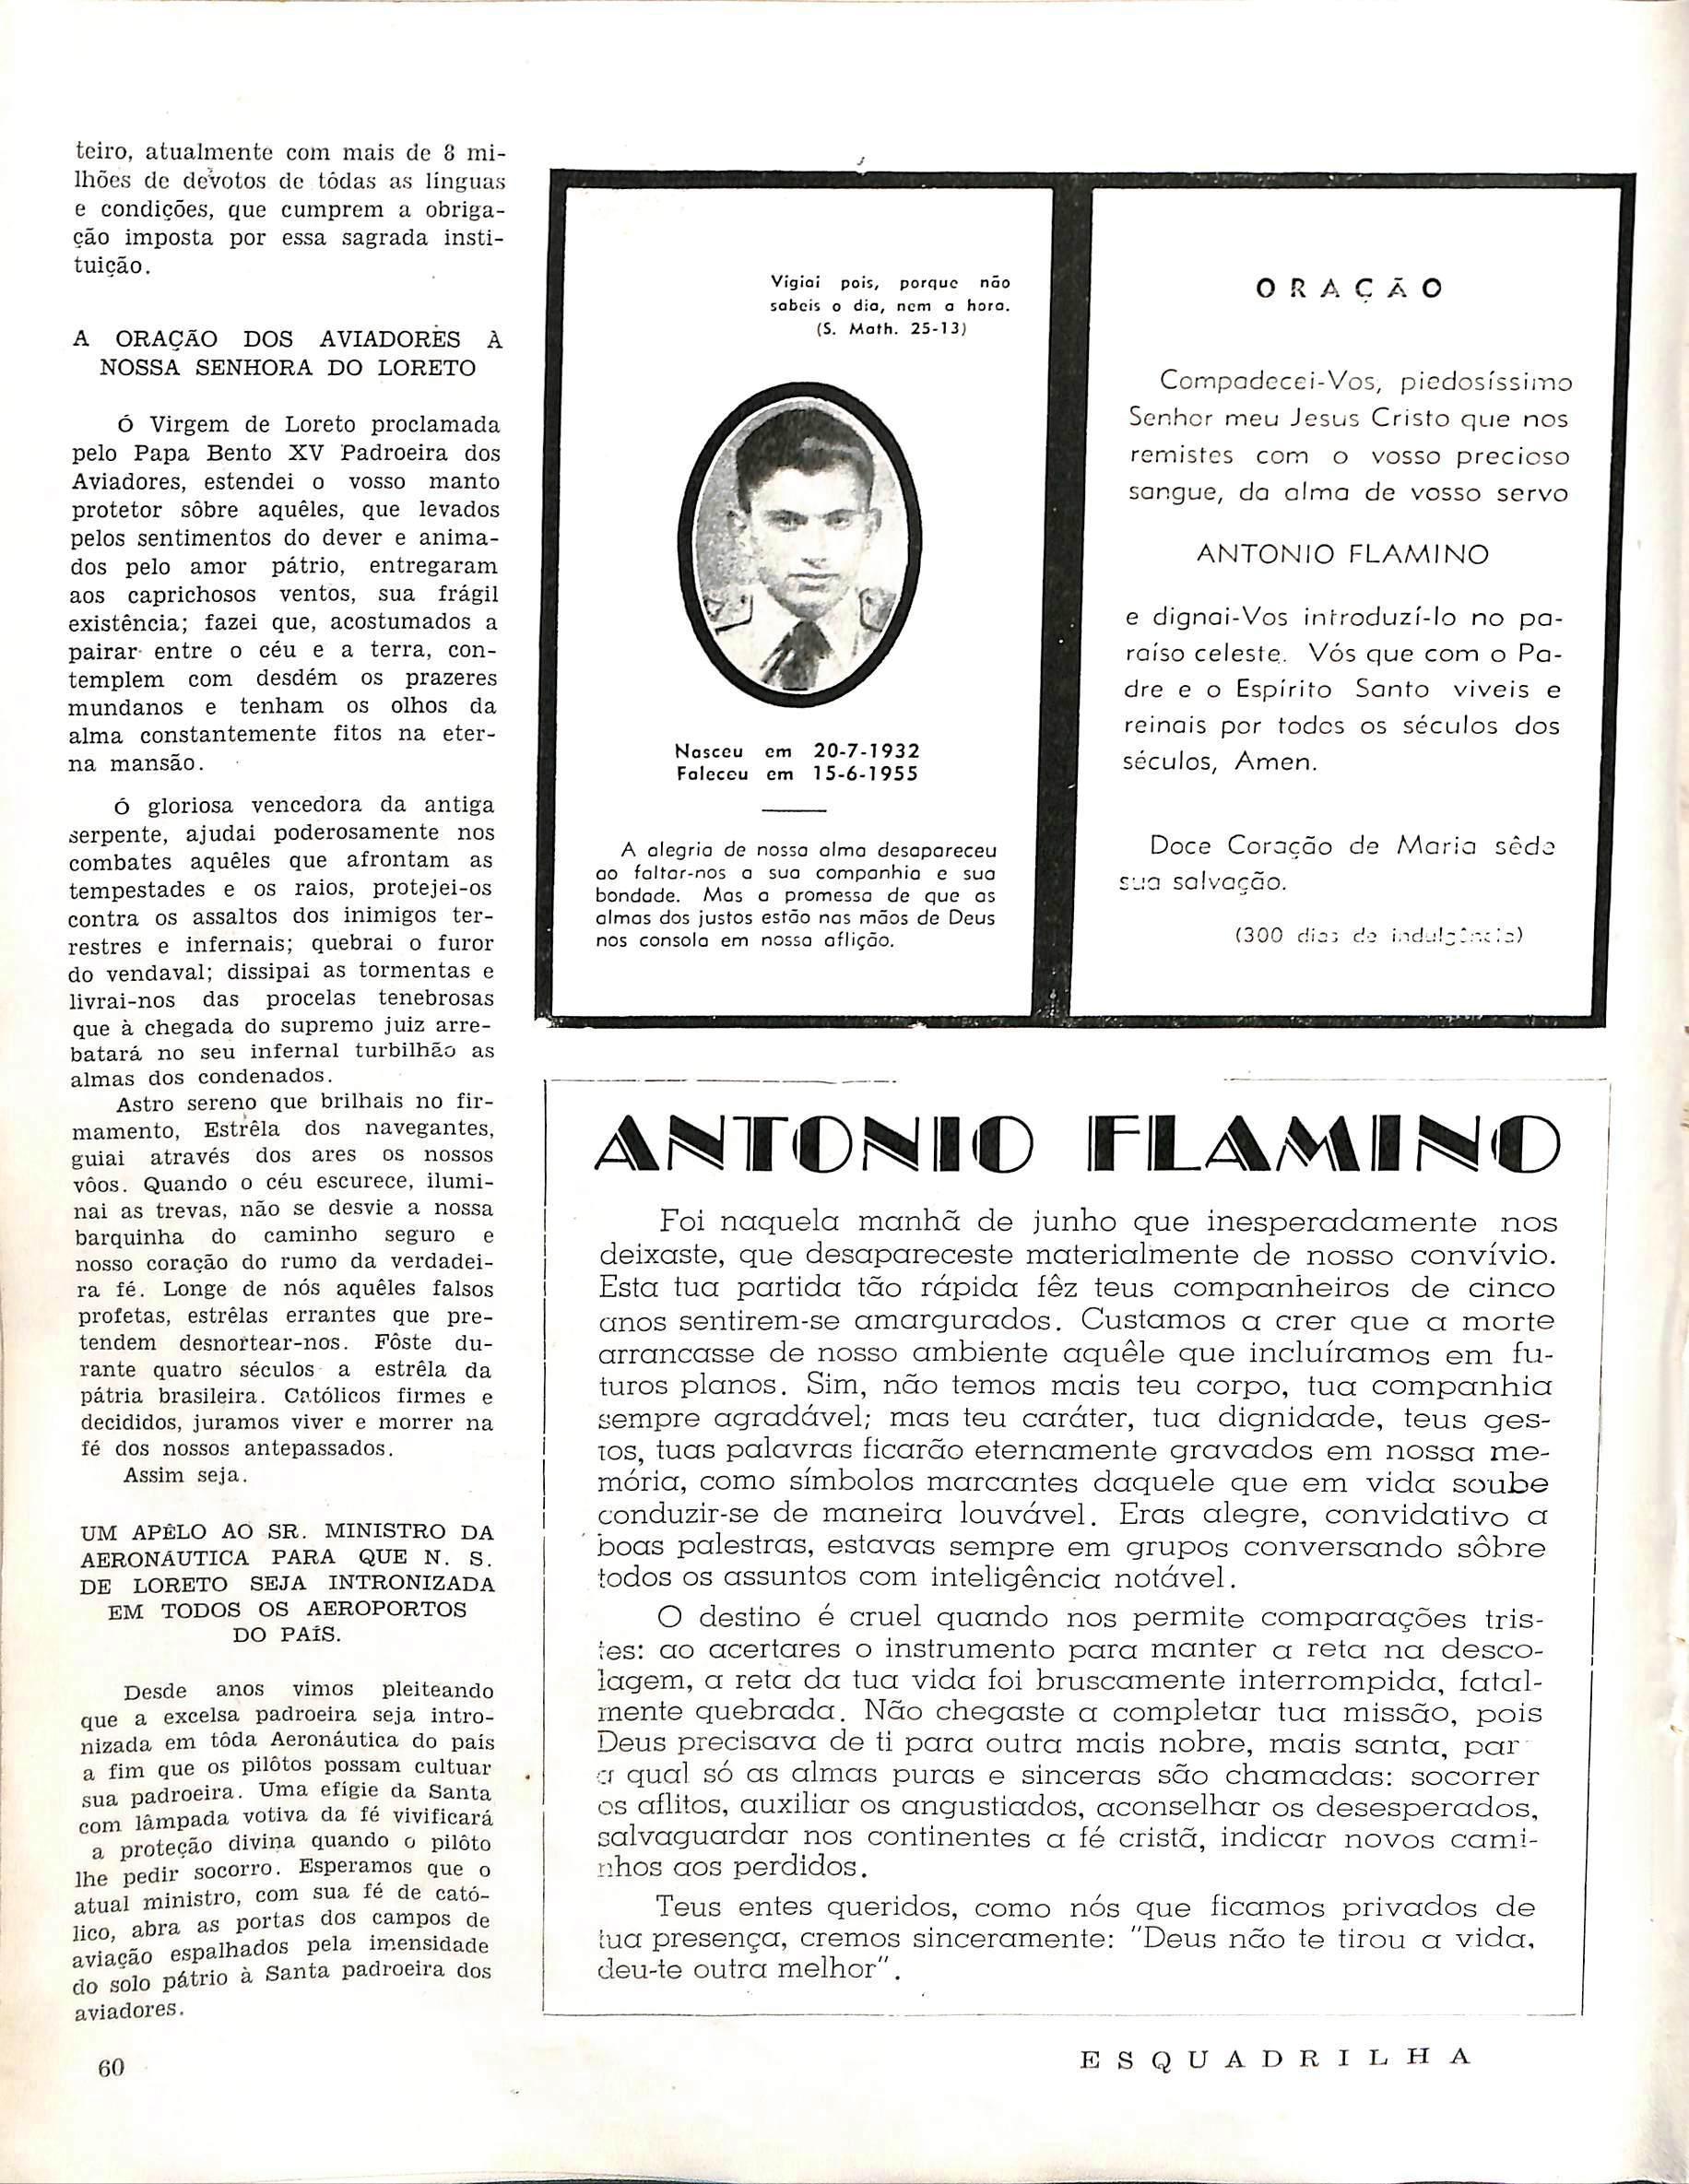 teiro, atualmente com mais de 8 mi-
lhões de devotos de tôdas as línguas
e condições, que cumprem a obriga-
ção imposta por essa sagrada insti-
tuição.
A ORAÇÃO DOS AVIADORES À
NOSSA SENHORA DO LORETO
Ó Virgem de Loreto proclamada
pelo Papa Bento XV Padroeira dos
Aviadores, estendei o vosso manto
protetor sôbre aquêles, que levados
pelos sentimentos do dever e anima-
dos pelo amor pátrio, entregaram
aos caprichosos ventos, sua frágil
existência; fazei que, acostumados a
pairar entre o céu e a terra, con-
templem com desdém os prazeres
mundanos e tenham os olhos da
alma constantemente fitos na eter-
na mansão.
Ó gloriosa vencedora da antiga
serpente, ajudai poderosamente nos
combates aquêles que afrontam as
tempestades e os raios, protejei-os
contra os assaltos dos inimigos ter-
restres e infernais; quebrai o furor
do vendaval; dissipai as tormentas e
livrai-nos das procelas tenebrosas
que à chegada do supremo juiz arre-
batará no seu infernal turbilhão as
almas dos condenados.
Astro sereno que brilhais no fir-
mamento, Estrêla dos navegantes,
guiai através dos ares os nossos
vôos. Quando o céu escurece, ilumi-
nai as trevas, não se desvie a nossa
barquinha do caminho seguro e
nosso coração do rumo da verdadei-
ra fé. Longe de nós aquêles falsos
profetas, estrêlas errantes que pre-
tendem desnortear-nos. Fôste du-
rante quatro séculos a estrêla da
pátria brasileira. Católicos firmes e
decididos, juramos viver e morrer na
fé dos nossos antepassados.
Assim seja.
UM APÊLO AO SR. MINISTRO DA
AERONÁUTICA PARA QUE N. S.
DE LORETO SEJA INTRONIZADA
EM TODOS OS AEROPORTOS
DO PAÍS.
Desde anos vimos pleiteando
que a excelsa padroeira seja intro-
nizada em tôda Aeronáutica do país
a fim que os pilôtos possam cultuar
sua padroeira. Uma efígie da Santa
com lâmpada votiva da fé vivificará
a proteção divina quando o pilôto
lhe pedir socorro. Esperamos que o
atual ministro, com sua fé de cató-
lico, abra as portas dos campos de
aviação espalhados pela imensidade
do solo pátrio à Santa padroeira dos
aviadores.
Vigiai pois, porque não
sabeis o dia, nem a hora.
(S. Math. 25-13)
Nasceu em 20-7-1932
Faleceu em 15-6-1955
A alegria de nossa alma desapareceu
ao faltar-nos a sua companhia e sua
bondade. Mas a promessa de que as
almas dos justos estão nas mãos de Deus
nos consola em nossa aflição.
ORAÇÃO
Compadecei-Vos, piedosíssimo
Senhor meu Jesus Cristo que nos
remistes com o vosso precioso
sangue, da alma de vosso servo
ANTONIO FLAMINO
e dignai-Vos introduzí-lo no pa-
raíso celeste. Vós que com o Pa-
dre e o Espírito Santo viveis e
reinais por todos os séculos dos
séculos, Amen.
Doce Coração de Maria sêde
sua salvação.
(300 dias de indulgência)
ANTONIO FLAMINO
Foi naquela manhã de junho que inesperadamente nos
deixaste, que desapareceste materialmente de nosso convívio.
Esta tua partida tão rápida fêz teus companheiros de cinco
anos sentirem-se amargurados. Custamos a crer que a morte
arrancasse de nosso ambiente aquêle que incluíramos em fu-
turos planos. Sim, não temos mais teu corpo, tua companhia
sempre agradável; mas teu caráter, tua dignidade, teus ges-
tos, tuas palavras ficarão eternamente gravados em nossa me-
mória, como símbolos marcantes daquele que em vida soube
conduzir-se de maneira louvável. Eras alegre, convidativo a
boas palestras, estavas sempre em grupos conversando sôbre
todos os assuntos com inteligência notável.
O destino é cruel quando nos permite comparações tris-
tes: ao acertares o instrumento para manter a reta na desco-
lagem, a reta da tua vida foi bruscamente interrompida, fatal-
mente quebrada. Não chegaste a completar tua missão, pois
Deus precisava de ti para outra mais nobre, mais santa, par
a qual só as almas puras e sinceras são chamadas: socorrer
os aflitos, auxiliar os angustiados, aconselhar os desesperados,
salvaguardar nos continentes a fé cristã, indicar novos cami-
nhos aos perdidos.
Teus entes queridos, como nós que ficamos privados de
tua presença, cremos sinceramente: "Deus não te tirou a vida,
deu-te outra melhor".
60
ESQUADRILHA